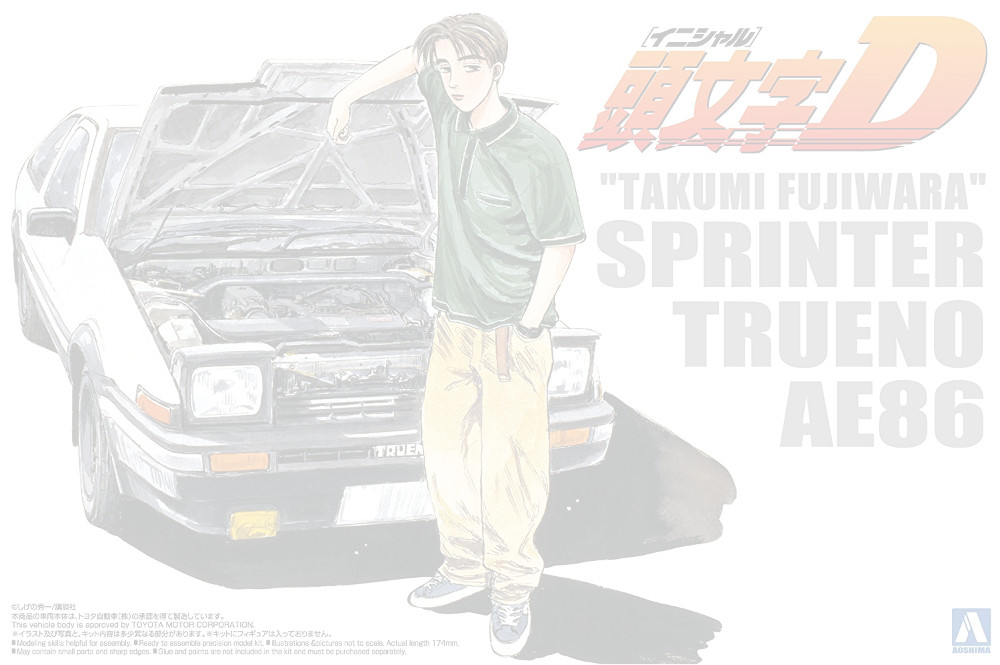 [イニシャル]
頭文字D
"TAKUMI FUJIWARA"
SPRINTER
TRUENO
AE86
TRUENO
©しげの秀一/講談社
本商品の車両本体は、トヨタ自動車(株)の承認を得て製造しています。
This vehicle body is approved by TOYOTA MOTOR CORPORATION.
※イラスト及び写真と、キット内容は多少異なる部分があります。※キットにフィギュアは入っておりません。
■Modeling skills helpful for assembly. ■Ready to assemble precision model kit. ■Illustrations &pictures not to scale. Actual length 174mm.
■May contain small parts and sharp edges. ■Glue and paints are not included in the kit and must be purchased separately.
AOSHIMA